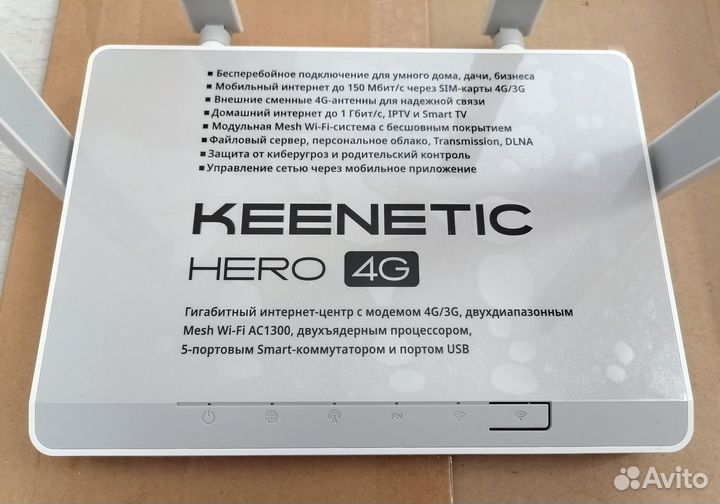 ▪ Бесперебойное подключение для умного дома, дачи, бизнеса
▪ Мобильный интернет до 150 Мбит/с через SIM-карты 4G/3G
▪ Внешние сменные 4G-антенны для надежной связи
▪ Домашний интернет до 1 Гбит/с, IPTV и Smart TV
▪ Модульная Mesh Wi-Fi-система с бесшовным покрытием
▪ Файловый сервер, персональное облако, Transmission, DLNA
▪ Защита от киберугроз и родительский контроль
▪ Управление сетью через мобильное приложение
KEENETIC
HERO 4G
Гигабитный интернет-центр с модемом 4G/3G, двухдиапазонным
Mesh Wi-Fi AC1300, двухъядерным процессором,
5-портовым Smart-коммутатором и портом USB
FN
Avito